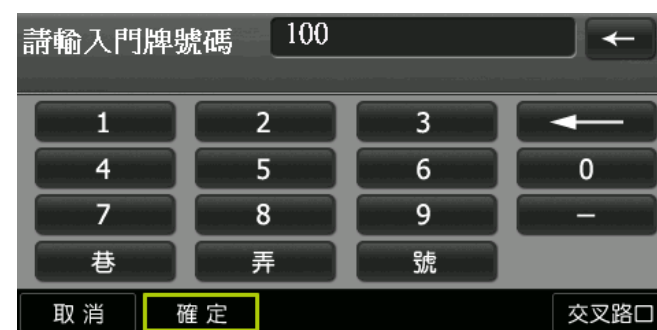 請輸入門牌號碼 100
1 2 3
4 5 6 0
7 8 9 －
巷 弄 號
取消 確定 交叉路口